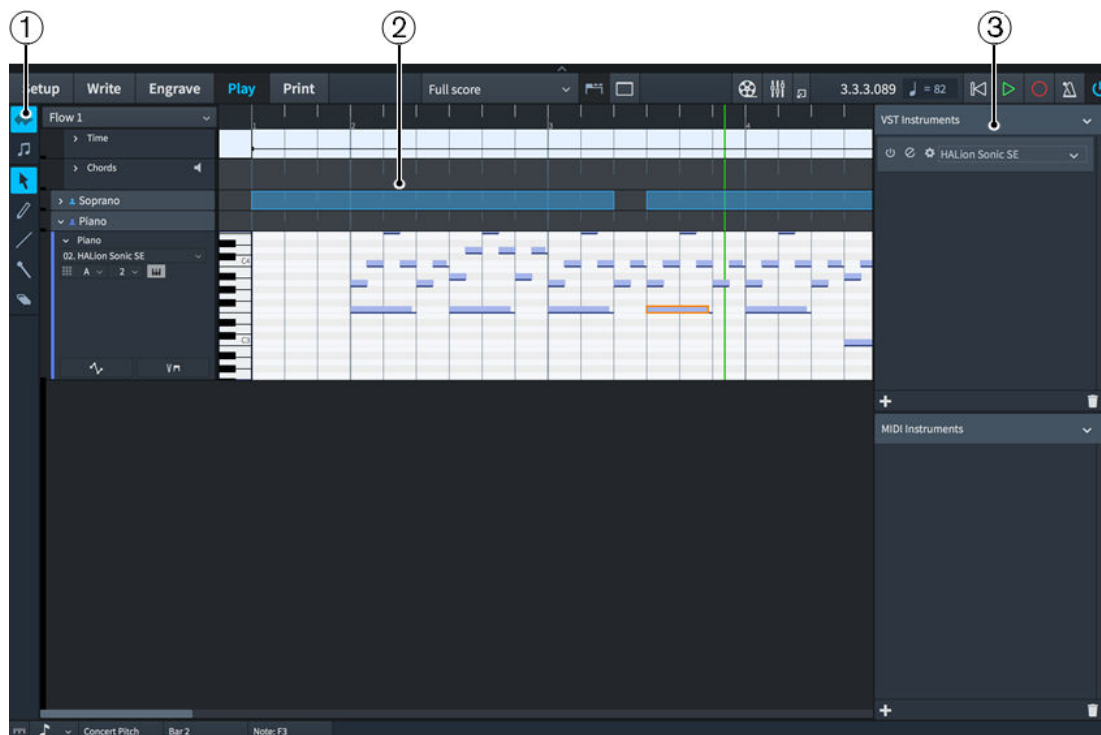 1 2 3
etup Write Engrave Play Print Full score 3.3.3.089 = 82
Flow 1 VST Instruments
1 2 3 4
Time
HALion Sonic SE
Chords
Soprano
Piano
Piano
02. HALion Sonic SE C4
A 2
C3
MIDI Instruments
Concert Pitch Bar 2 Note: F3